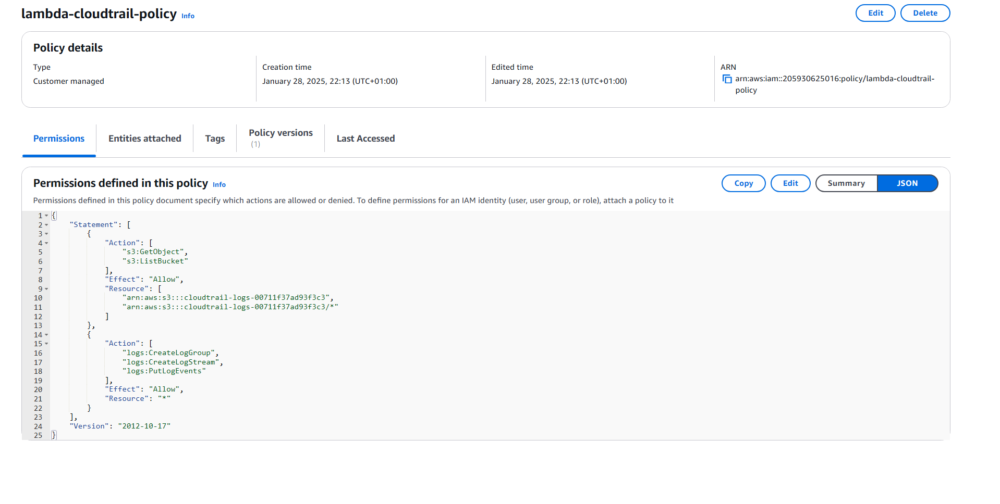 lambda-cloudtrail-policy Info
Edit
Delete
Policy details
Type
Customer managed
Creation time
January 28, 2025, 22:13 (UTC+01:00)
Edited time
January 28, 2025, 22:13 (UTC+01:00)
ARN
arn:aws:iam::205930625016:policy/lambda-cloudtrail-
policy
Permissions
Entities attached
Tags
Policy versions
(1)
Last Accessed
Permissions defined in this policy Info
Copy
Edit
Summary
JSON
Permissions defined in this policy document specify which actions are allowed or denied. To define permissions for an IAM identity (user, user group, or role), attach a policy to it
1 {
2     "Statement": [
3         {
4             "Action": [
5                 "s3:GetObject",
6                 "s3:ListBucket"
7             ],
8             "Effect": "Allow",
9             "Resource": [
10                 "arn:aws:s3:::cloudtrail-logs-00711f37ad93f3c3",
11                 "arn:aws:s3:::cloudtrail-logs-00711f37ad93f3c3/*"
12             ]
13         },
14         {
15             "Action": [
16                 "logs:CreateLogGroup",
17                 "logs:CreateLogStream",
18                 "logs:PutLogEvents"
19             ],
20             "Effect": "Allow",
21             "Resource": "*"
22         }
23     ],
24     "Version": "2012-10-17"
25 }